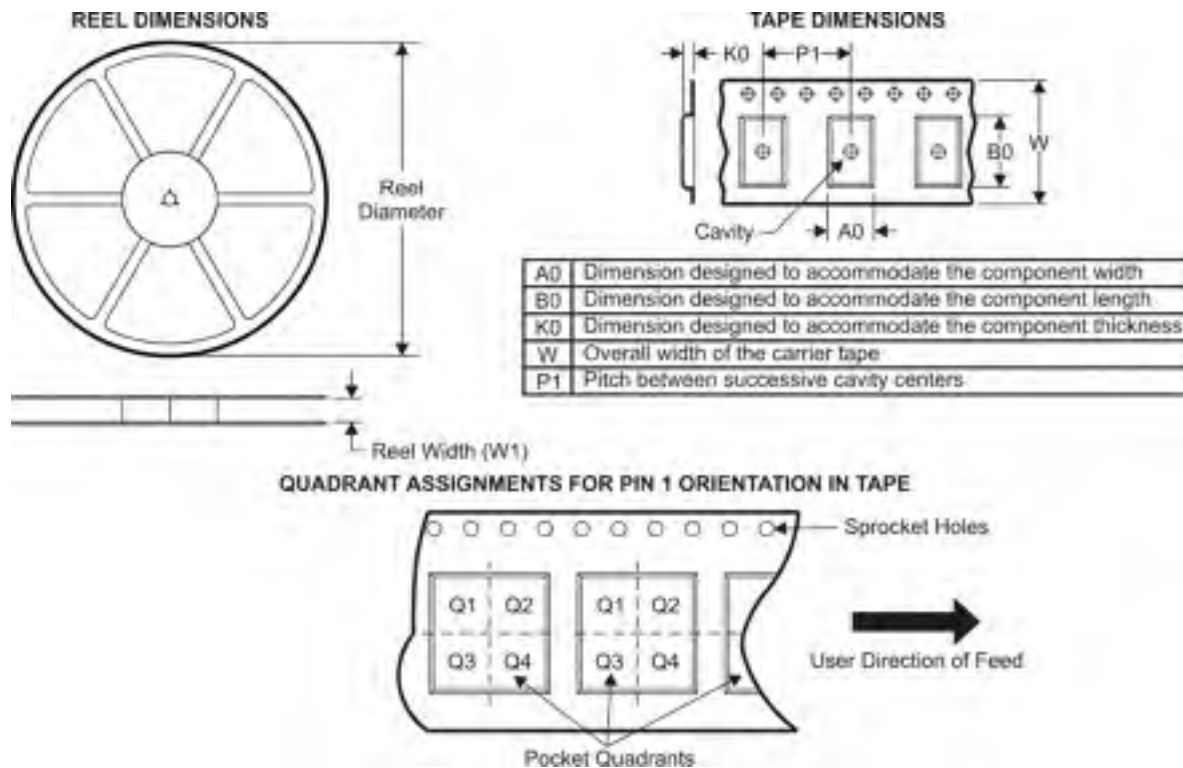 REEL DIMENSIONS
Reel
Diameter
Reel Width (W1)
TAPE DIMENSIONS
K0
P1
B0
W
Cavity
A0
A0 Dimension designed to accommodate the component width
B0 Dimension designed to accommodate the component length
K0 Dimension designed to accommodate the component thickness
W Overall width of the carrier tape
P1 Pitch between successive cavity centers
QUADRANT ASSIGNMENTS FOR PIN 1 ORIENTATION IN TAPE
Sprocket Holes
Q1 Q2 Q1 Q2
Q3 Q4 Q3 Q4
User Direction of Feed
Pocket Quadrants